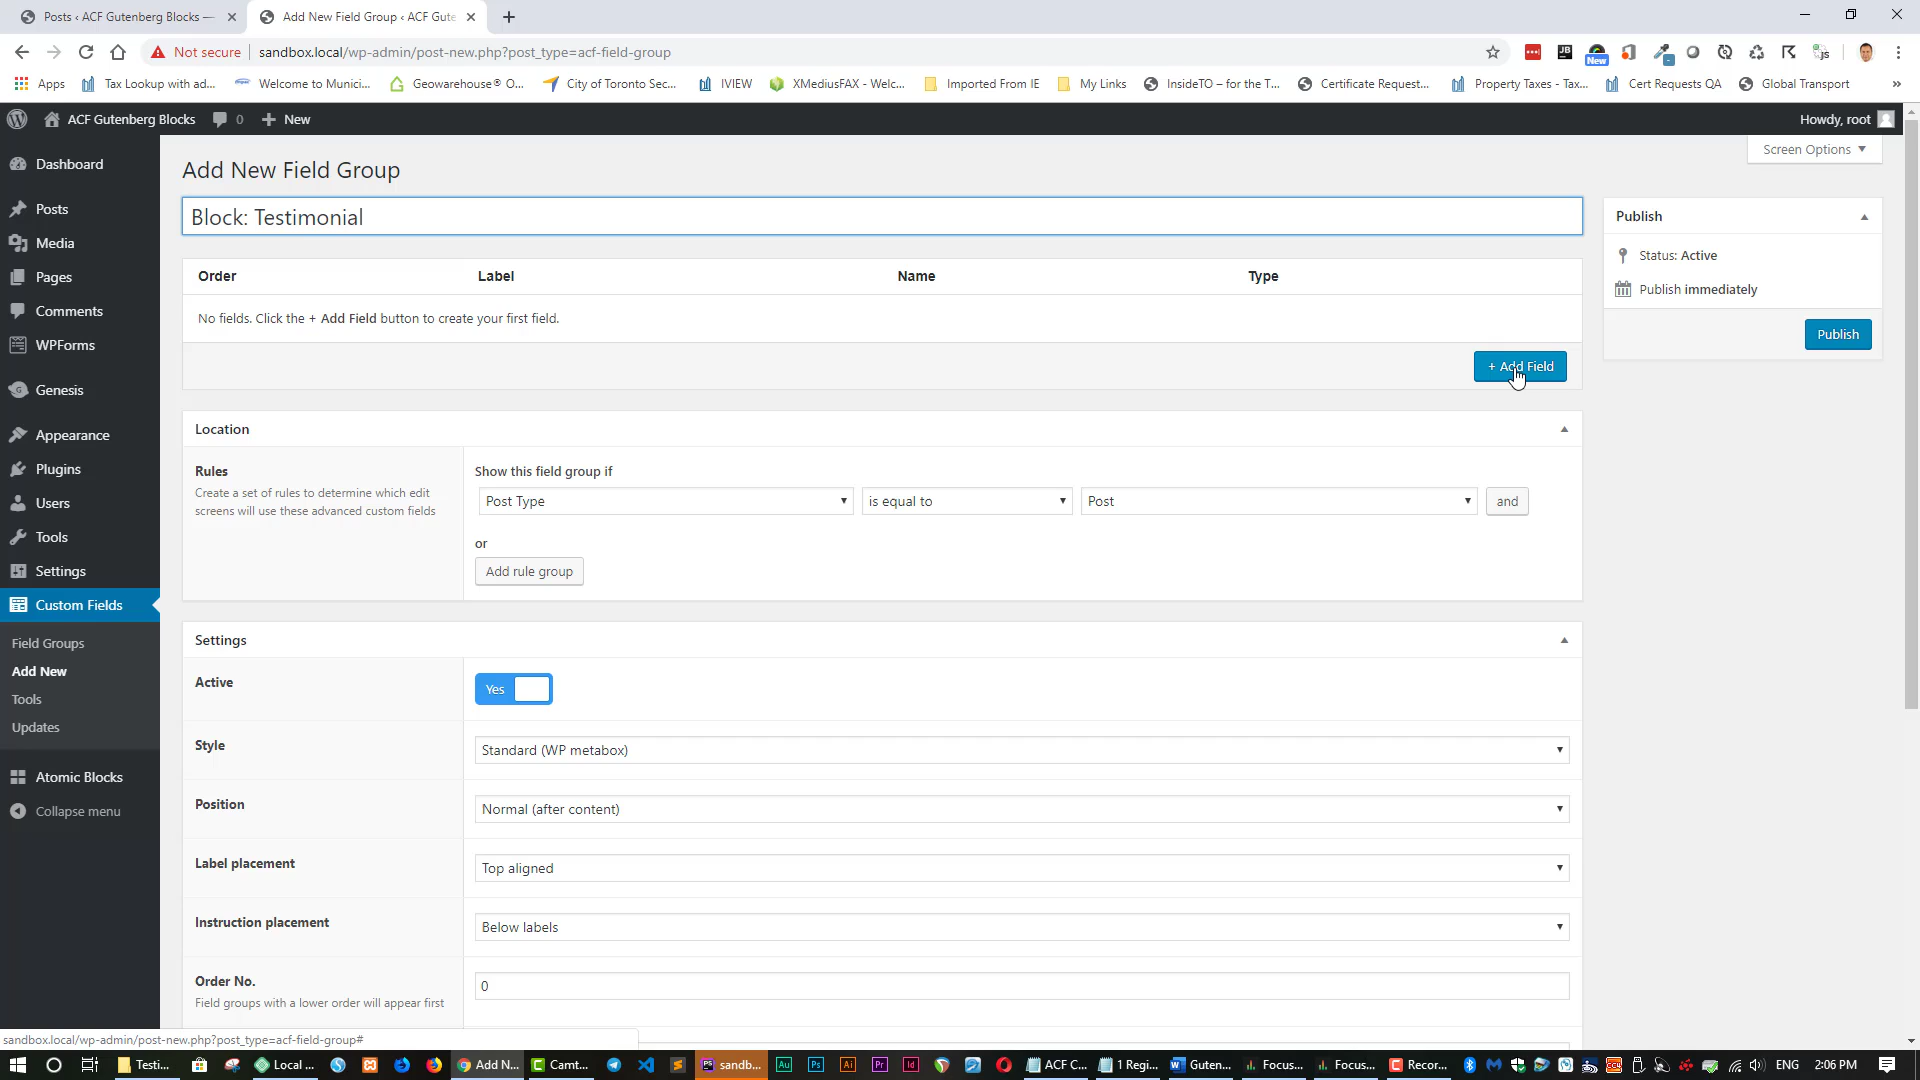 Posts ‹ ACF Gutenberg Blocks —
Add New Field Group ‹ ACF Gute
Not secure
sandbox.local/wp-admin/post-new.php?post_type=acf-field-group
JB
New
js
Apps
Tax Lookup with ad...
Welcome to Munici...
Geowarehouse® O...
City of Toronto Sec...
IVIEW
XMediusFAX - Welc...
Imported From IE
My Links
InsideTO – for the T...
Certificate Request...
Property Taxes - Tax...
Cert Requests QA
Global Transport
»
ACF Gutenberg Blocks
0
New
Howdy, root
Screen Options
Dashboard
Posts
Media
Pages
Comments
WPForms
Genesis
Appearance
Plugins
Users
Tools
Settings
Custom Fields
Field Groups
Add New
Tools
Updates
Atomic Blocks
Collapse menu
Add New Field Group
Block: Testimonial
Order Label Name Type
No fields. Click the + Add Field button to create your first field.
+ Add Field
Publish
Status: Active
Publish immediately
Publish
Location
Rules
Create a set of rules to determine which edit
screens will use these advanced custom fields
Show this field group if
Post Type
is equal to
Post
and
or
Add rule group
Settings
Active
Yes
Style
Standard (WP metabox)
Position
Normal (after content)
Label placement
Top aligned
Instruction placement
Below labels
Order No.
Field groups with a lower order will appear first
0
sandbox.local/wp-admin/post-new.php?post_type=acf-field-group#
Testi...
Local ...
Add N...
Camt...
sandb...
Au
Ps
Ai
Pr
Id
ACF C...
1 Regi...
Guten...
Focus...
Focus...
Recor...
ENG
2:06 PM